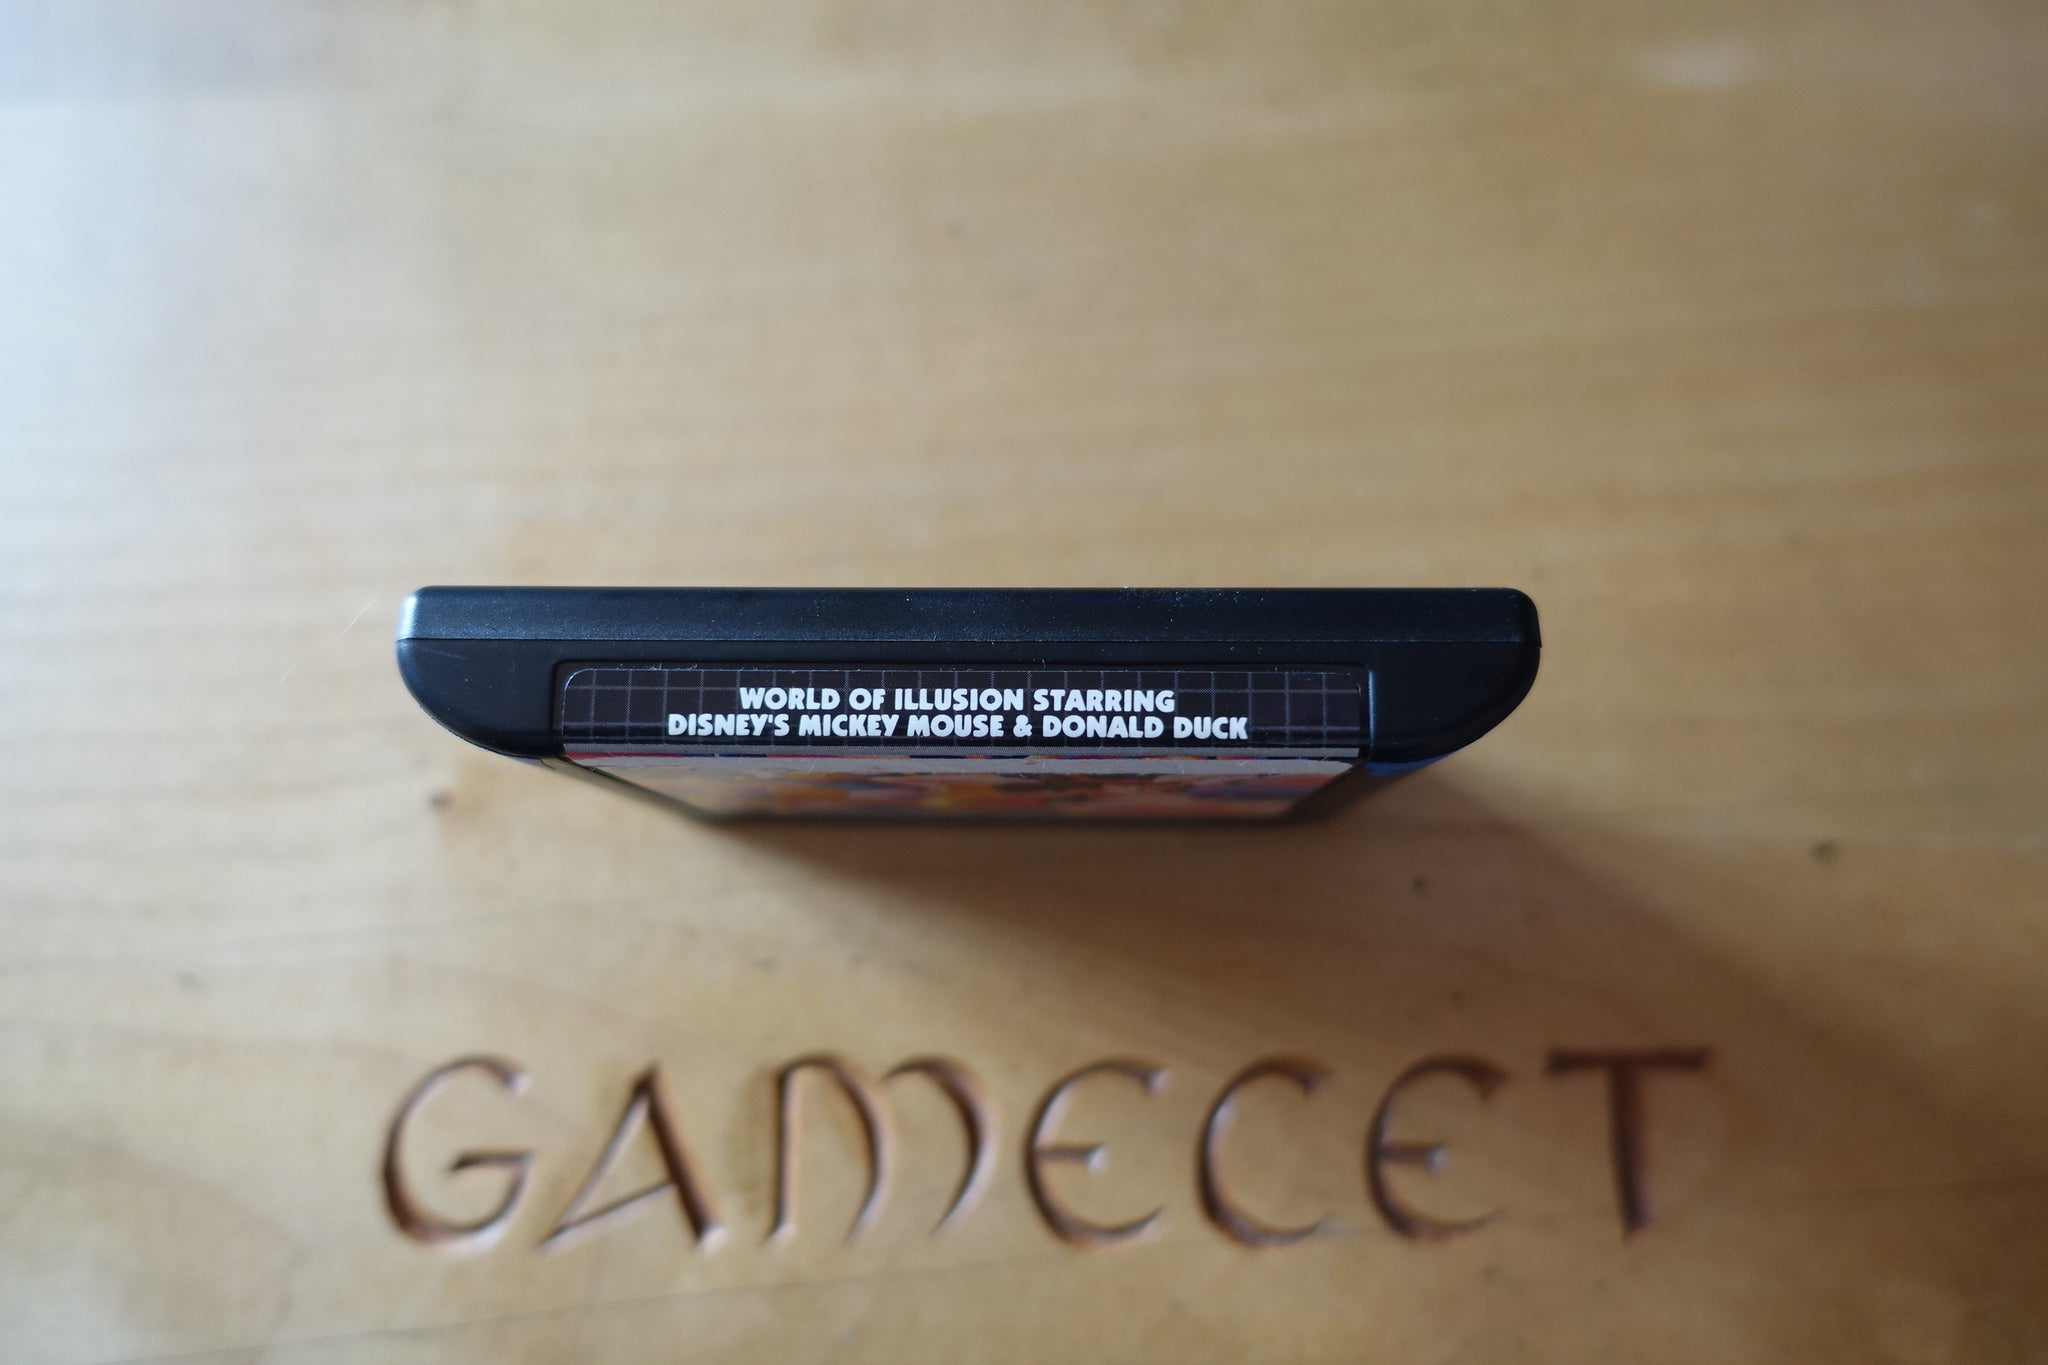 WORLD OF ILLUSION STARRING
DISNEY'S MICKEY MOUSE & DONALD DUCK
GAMECET